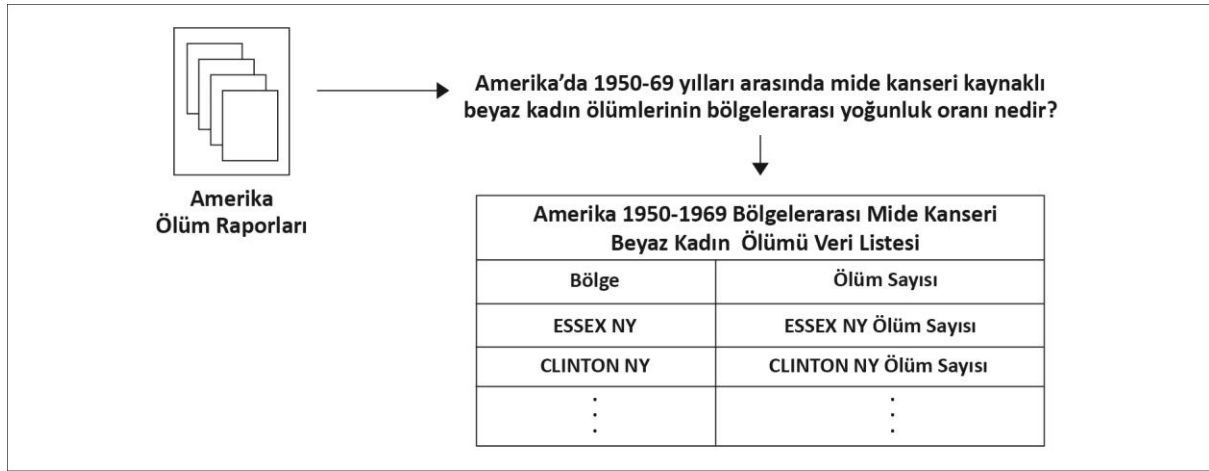 Amerika'da 1950-69 yılları arasında mide kanseri kaynaklı
beyaz kadın ölümlerinin bölgelerarası yoğunluk oranı nedir?
Amerika
Ölüm Raporları
Amerika 1950-1969 Bölgelerarası Mide Kanseri
Beyaz Kadın Ölümü Veri Listesi
Bölge
Ölüm Sayısı
ESSEX NY
ESSEX NY Ölüm Sayısı
CLINTON NY
CLINTON NY Ölüm Sayısı